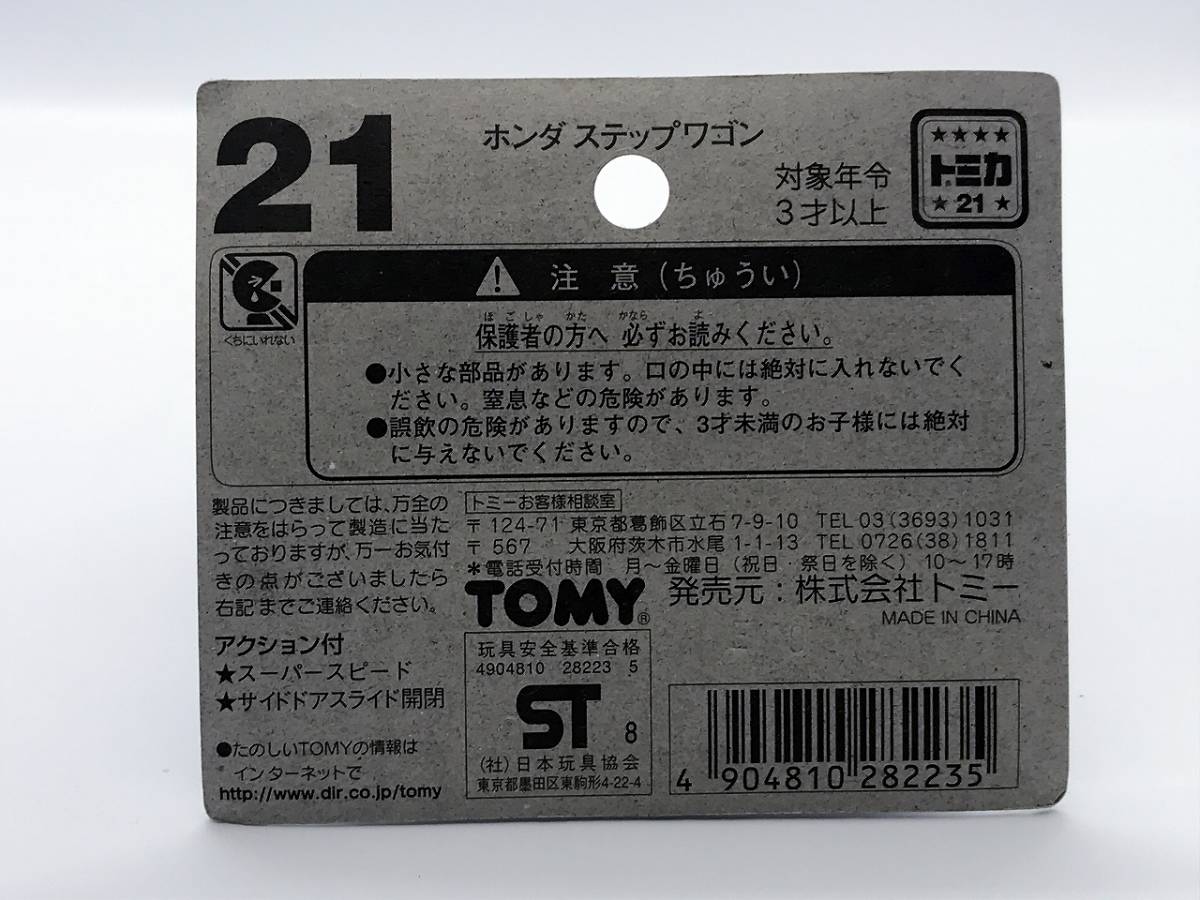 21
ホンダ ステップワゴン
対象年令
3才以上
★★★★
トミカ
★21★
くちにいれない
注 意 (ちゅうい)
ほ ご しゃ かた かなら よ
保護者の方へ 必ずお読みください。
●小さな部品があります。口の中には絶対に入れないでく
ださい。窒息などの危険があります。
●誤飲の危険がありますので、3才未満のお子様には絶対
に与えないでください。
製品につきましては、万全の
注意をはらって製造に当た
っておりますが、万一お気付
きの点がございましたら
右記までご連絡ください。
トミーお客様相談室
〒124-71 東京都葛飾区立石7-9-10 TEL 03(3693)1031
〒567 大阪府茨木市水尾1-1-13 TEL 0726(38)1811
*電話受付時間 月〜金曜日(祝日・祭日を除く)10〜17時
TOMY® 発売元:株式会社トミー
MADE IN CHINA
アクション付
★スーパースピード
★サイドドアスライド開閉
●たのしいTOMYの情報は
インターネットで
http://www.dir.co.jp/tomy
玩具安全基準合格
4904810 28223 5
ST 8
(社)日本玩具協会
東京都墨田区東駒形4-22-4
4 904810 282235